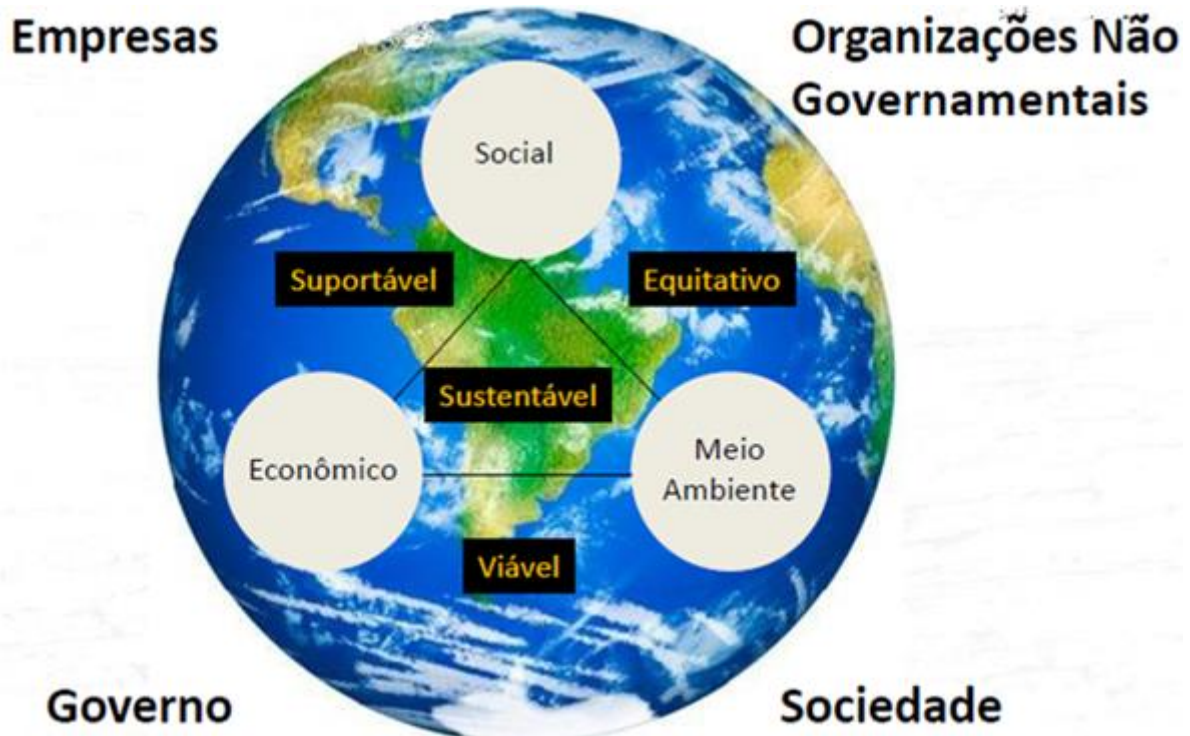 Empresas
Organizações Não
Governamentais
Social
Suportável
Equitativo
Sustentável
Econômico
Meio
Ambiente
Viável
Governo
Sociedade